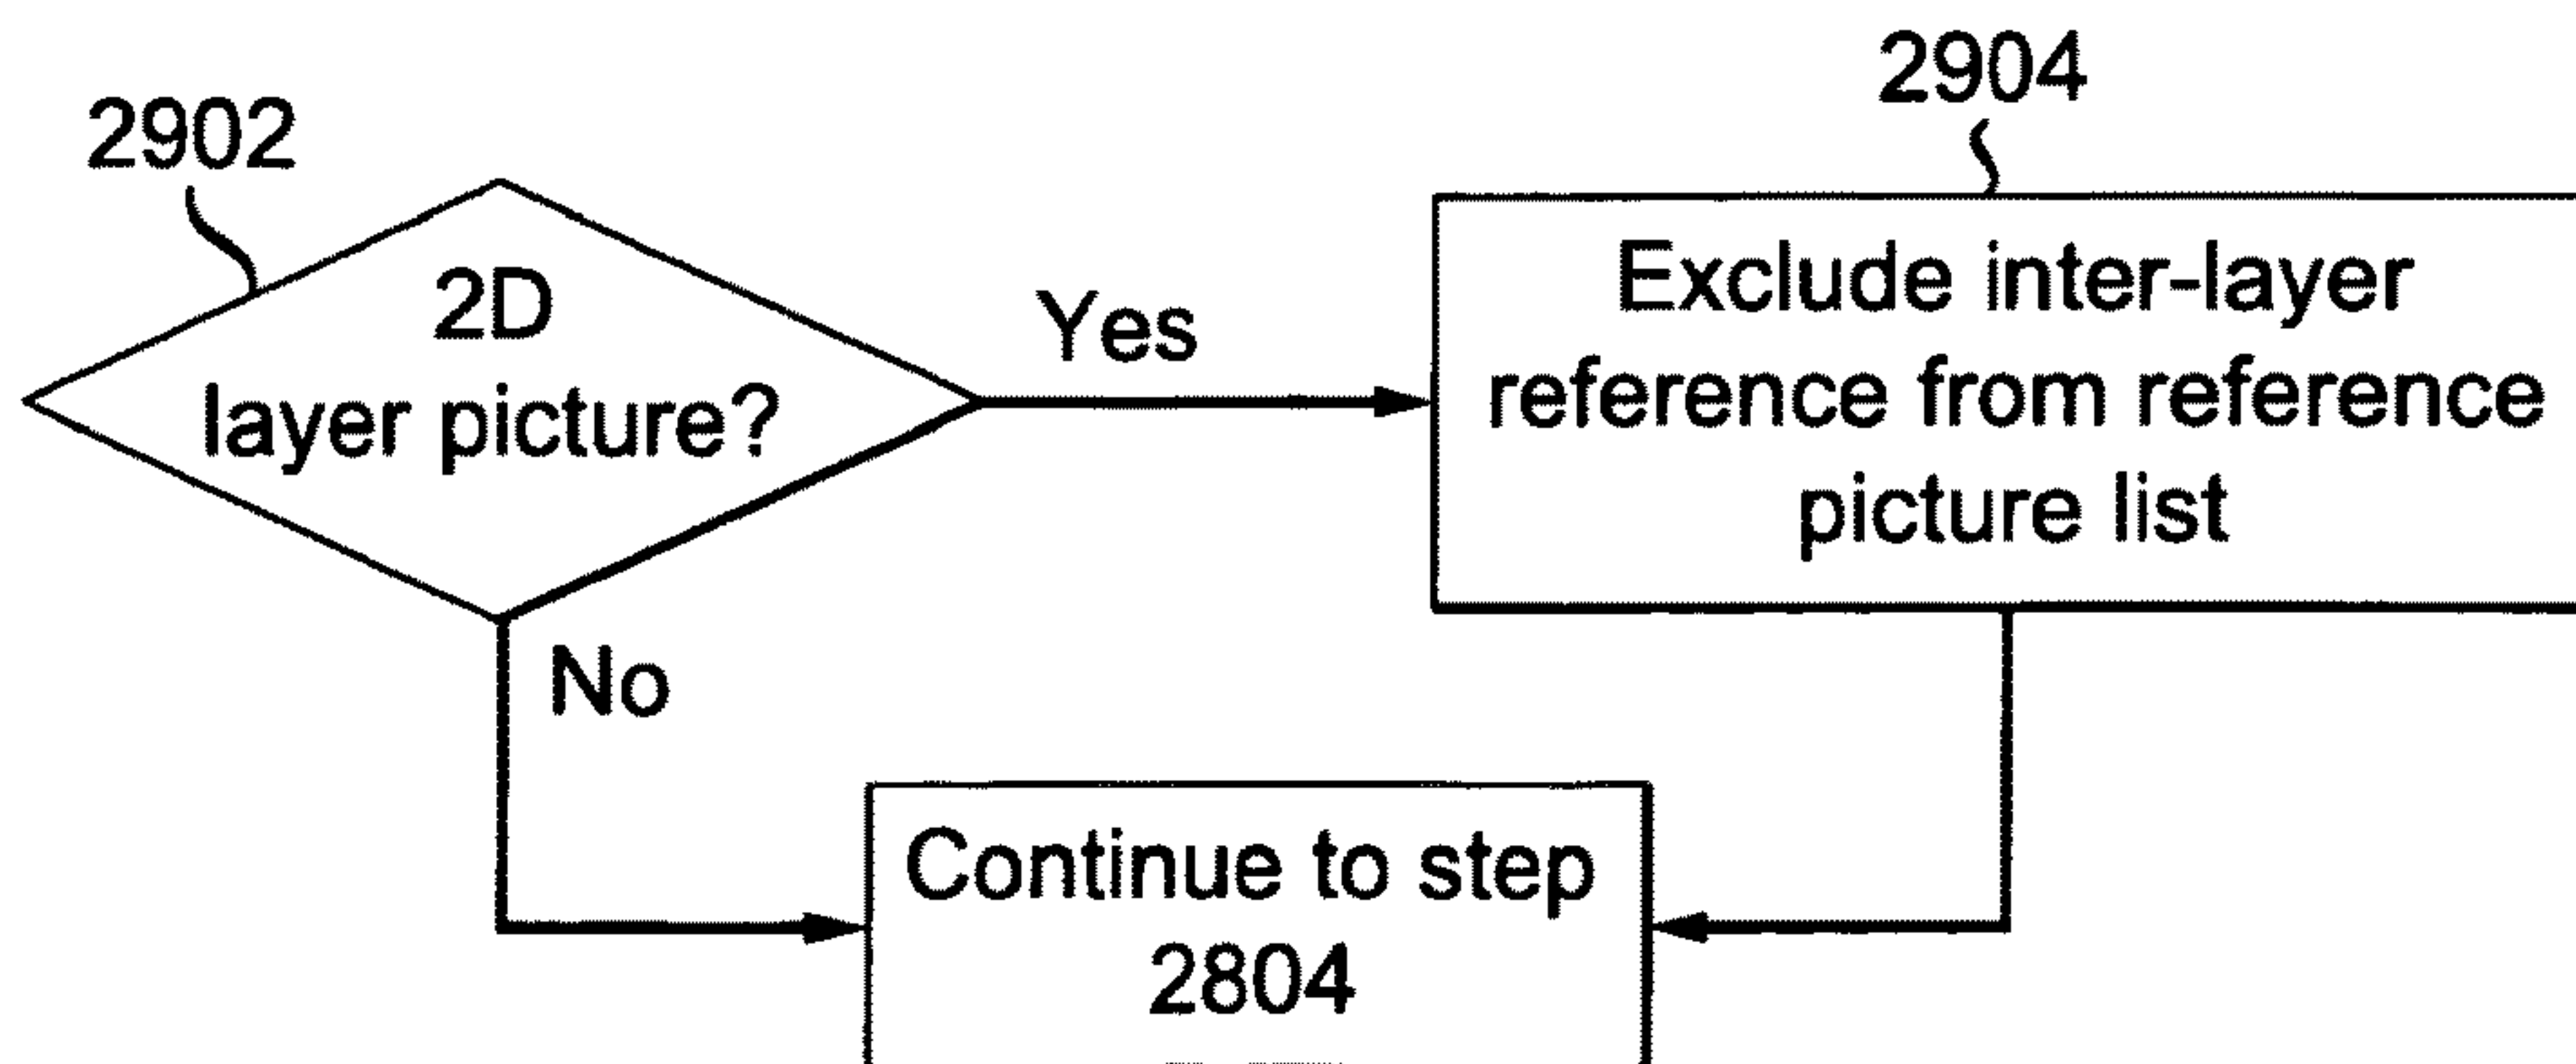 2902
2D
layer picture?
Yes
No
2904
Exclude inter-layer
reference from reference
picture list
Continue to step
2804